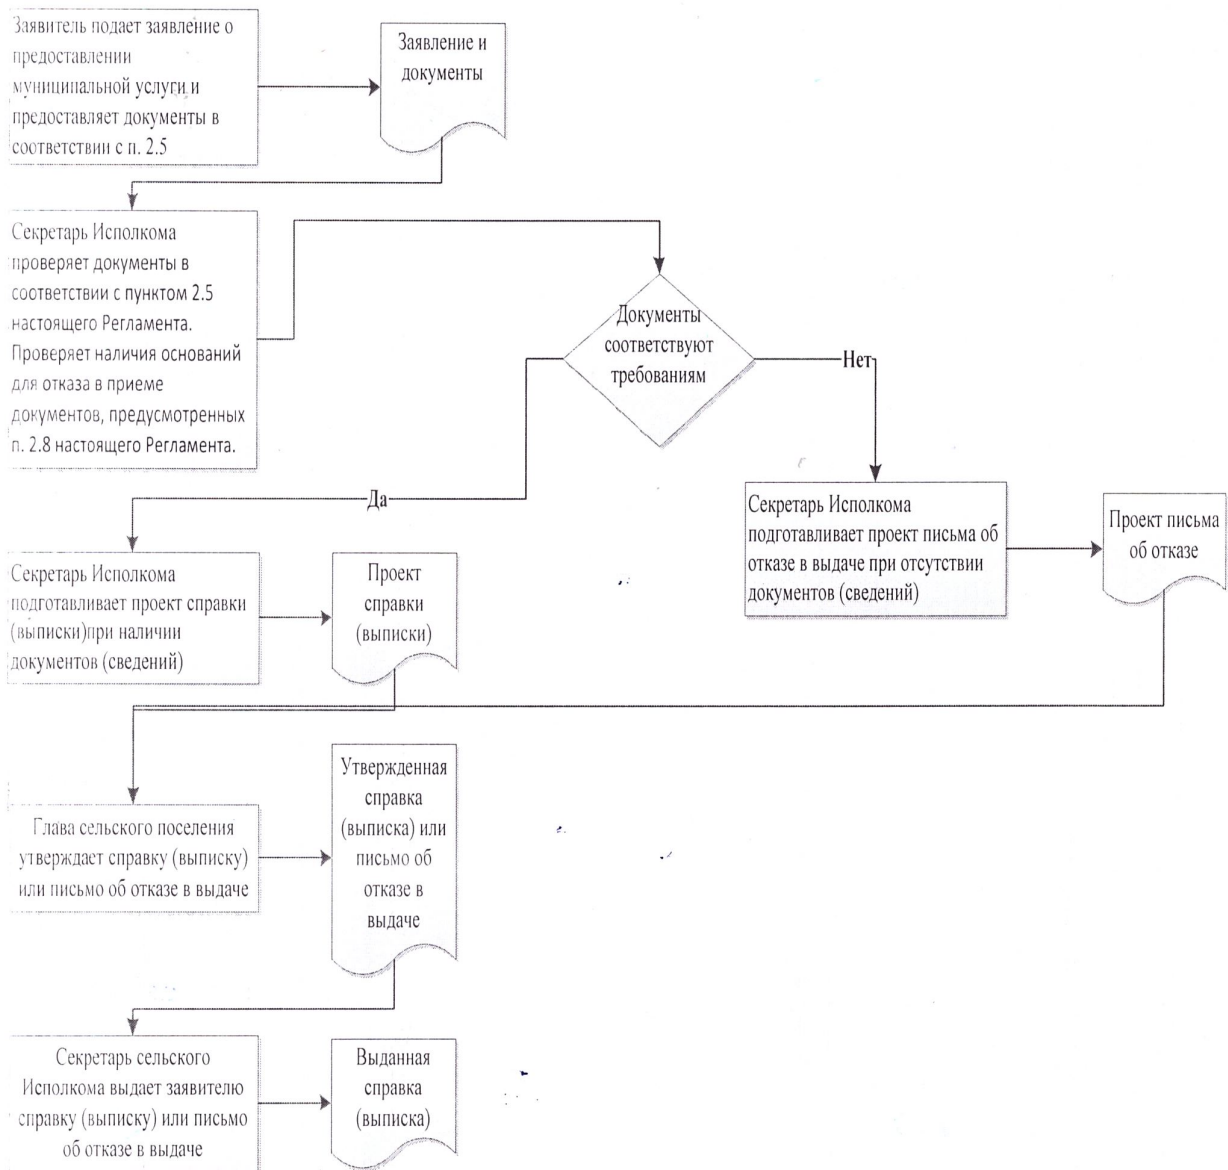 Заявитель подает заявление о
предоставлении
муниципальной услуги и
предоставляет документы в
соответствии с п. 2.5
Заявление и
документы
Секретарь Исполкома
проверяет документы в
соответствии с пунктом 2.5
настоящего Регламента.
Проверяет наличия оснований
для отказа в приеме
документов, предусмотренных
п. 2.8 настоящего Регламента.
Документы
соответствуют
требованиям
Нет
Да
Секретарь Исполкома
подготавливает проект письма об
отказе в выдаче при отсутствии
документов (сведений)
Проект письма
об отказе
Секретарь Исполкома
подготавливает проект справки
(выписки)при наличии
документов (сведений)
Проект
справки
(выписки)
Глава сельского поселения
утверждает справку (выписку)
или письмо об отказе в выдаче
Утвержденная
справка
(выписка) или
письмо об
отказе в
выдаче
Секретарь сельского
Исполкома выдает заявителю
справку (выписку) или письмо
об отказе в выдаче
Выданная
справка
(выписка)